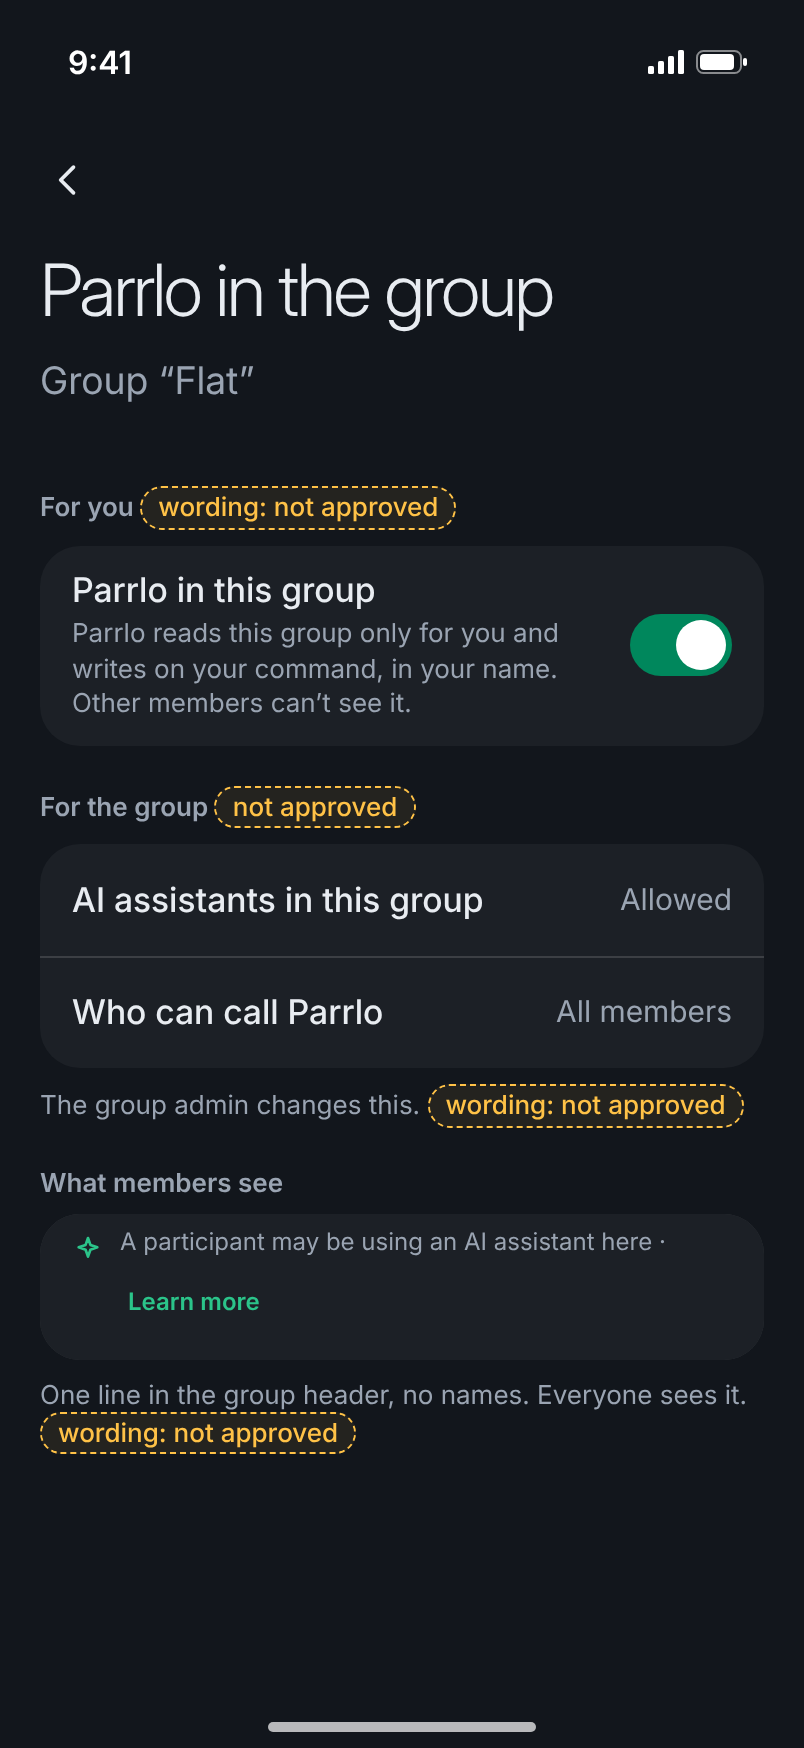 9:41
Parrlo in the group
Group “Flat”
For you wording: not approved
Parrlo in this group
Parrlo reads this group only for you and
writes on your command, in your name.
Other members can’t see it.
For the group not approved
AI assistants in this group Allowed
Who can call Parrlo All members
The group admin changes this. wording: not approved
What members see
A participant may be using an AI assistant here ·
Learn more
One line in the group header, no names. Everyone sees it.
wording: not approved